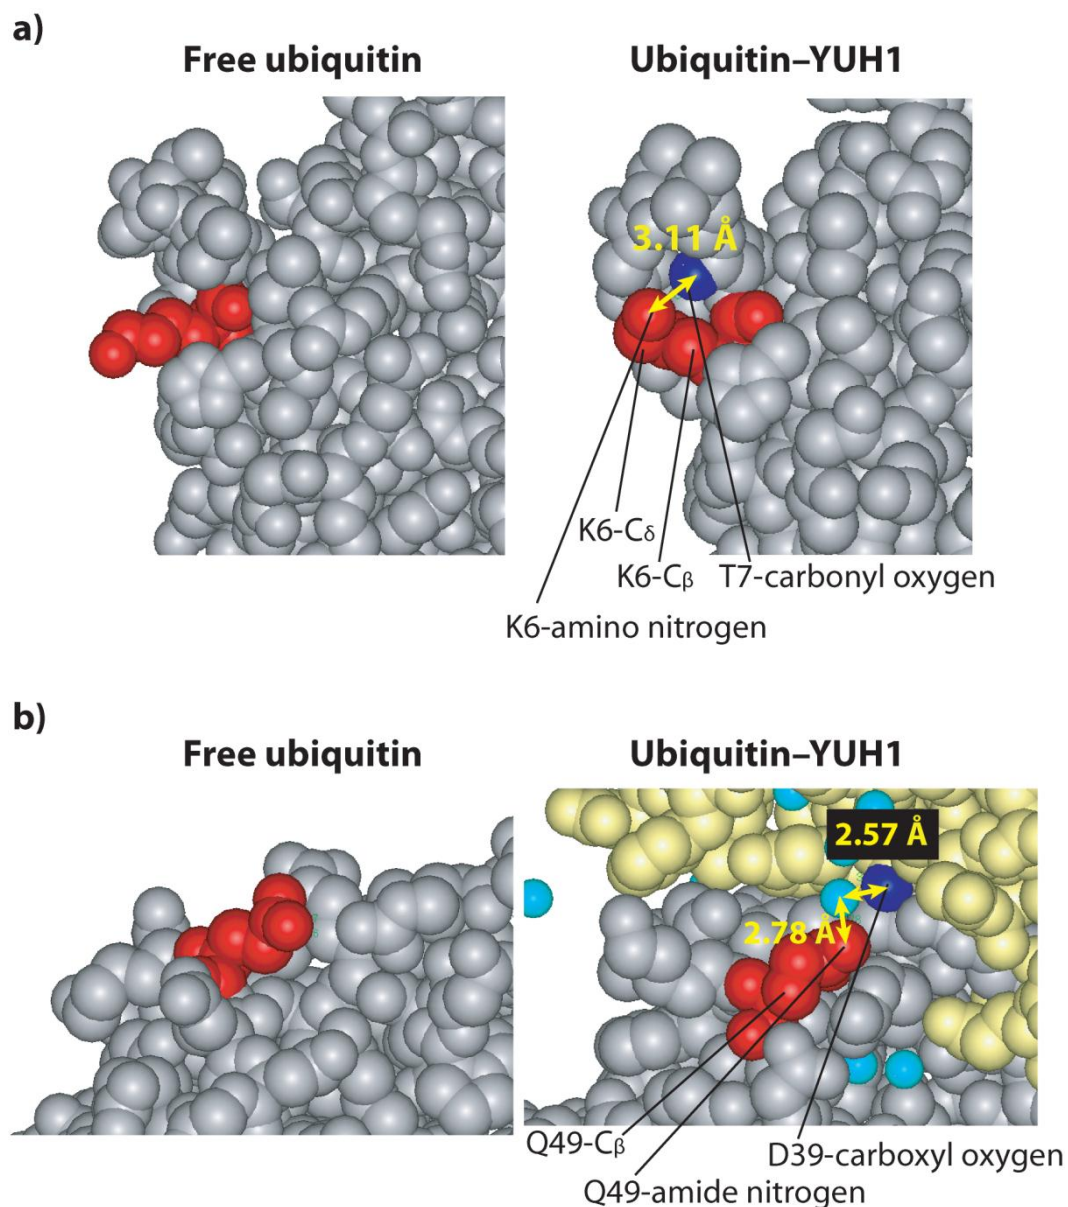 a)
Free ubiquitin
Ubiquitin–YUH1
3.11 Å
K6-Cδ
K6-Cβ
T7-carbonyl oxygen
K6-amino nitrogen
b)
Free ubiquitin
Ubiquitin–YUH1
2.57 Å
2.78 Å
Q49-Cβ
D39-carboxyl oxygen
Q49-amide nitrogen